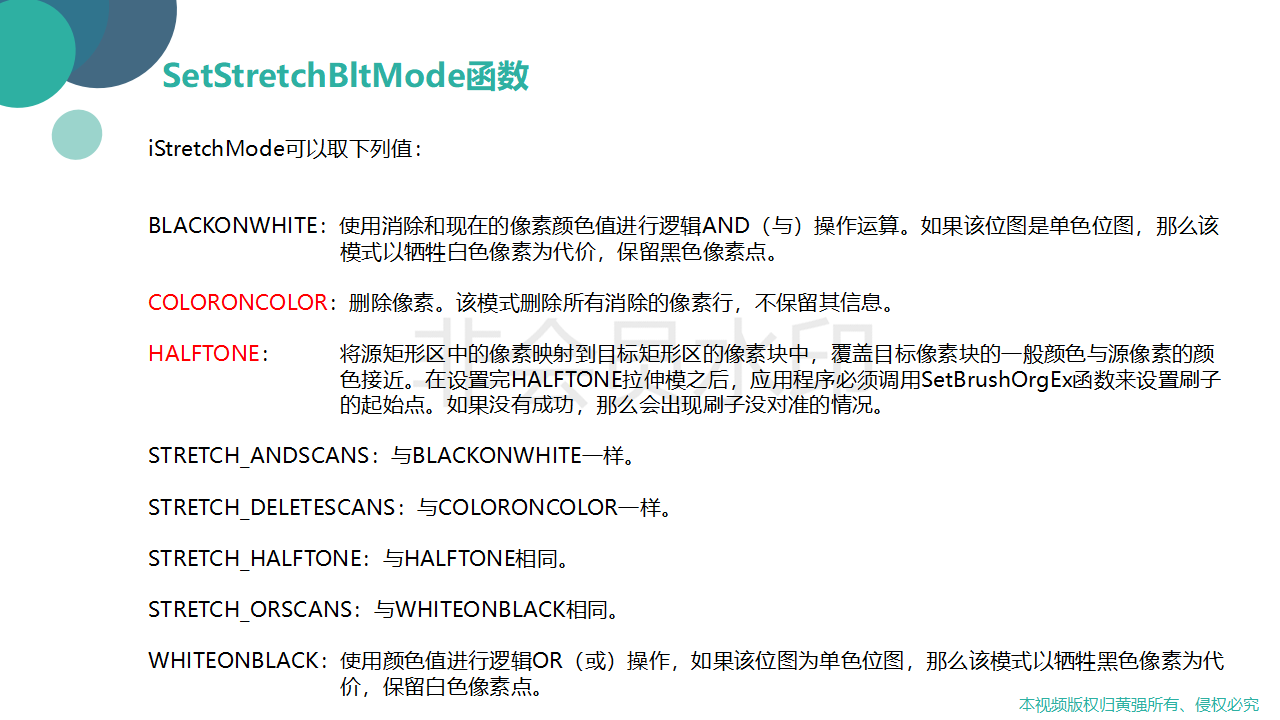 SetStretchBltMode函数
iStretchMode可以取下列值：
BLACKONWHITE：使用消除和现在的像素颜色值进行逻辑AND（与）操作运算。如果该位图是单色位图，那么该
模式以牺牲白色像素为代价，保留黑色像素点。
COLORONCOLOR：删除像素。该模式删除所有消除的像素行，不保留其信息。
HALFTONE：将源矩形区中的像素映射到目标矩形区的像素块中，覆盖目标像素块的一般颜色与源像素的颜
色接近。在设置完HALFTONE拉伸模之后，应用程序必须调用SetBrushOrgEx函数来设置刷子
的起始点。如果没有成功，那么会出现刷子没对准的情况。
非会员水印
STRETCH_ANDSCANS：与BLACKONWHITE一样。
STRETCH_DELETESCANS：与COLORONCOLOR一样。
STRETCH_HALFTONE：与HALFTONE相同。
STRETCH_ORSCANS：与WHITEONBLACK相同。
WHITEONBLACK：使用颜色值进行逻辑OR（或）操作，如果该位图为单色位图，那么该模式以牺牲黑色像素为代
价，保留白色像素点。
本视频版权归黄强所有、侵权必究